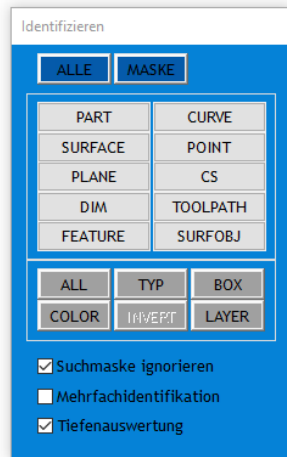 Identifizieren
ALLE MASKE
PART CURVE
SURFACE POINT
PLANE CS
DIM TOOLPATH
FEATURE SURFOBJ
ALL TYP BOX
COLOR INVERT LAYER
Suchmaske ignorieren
Mehrfachidentifikation
Tiefenauswertung